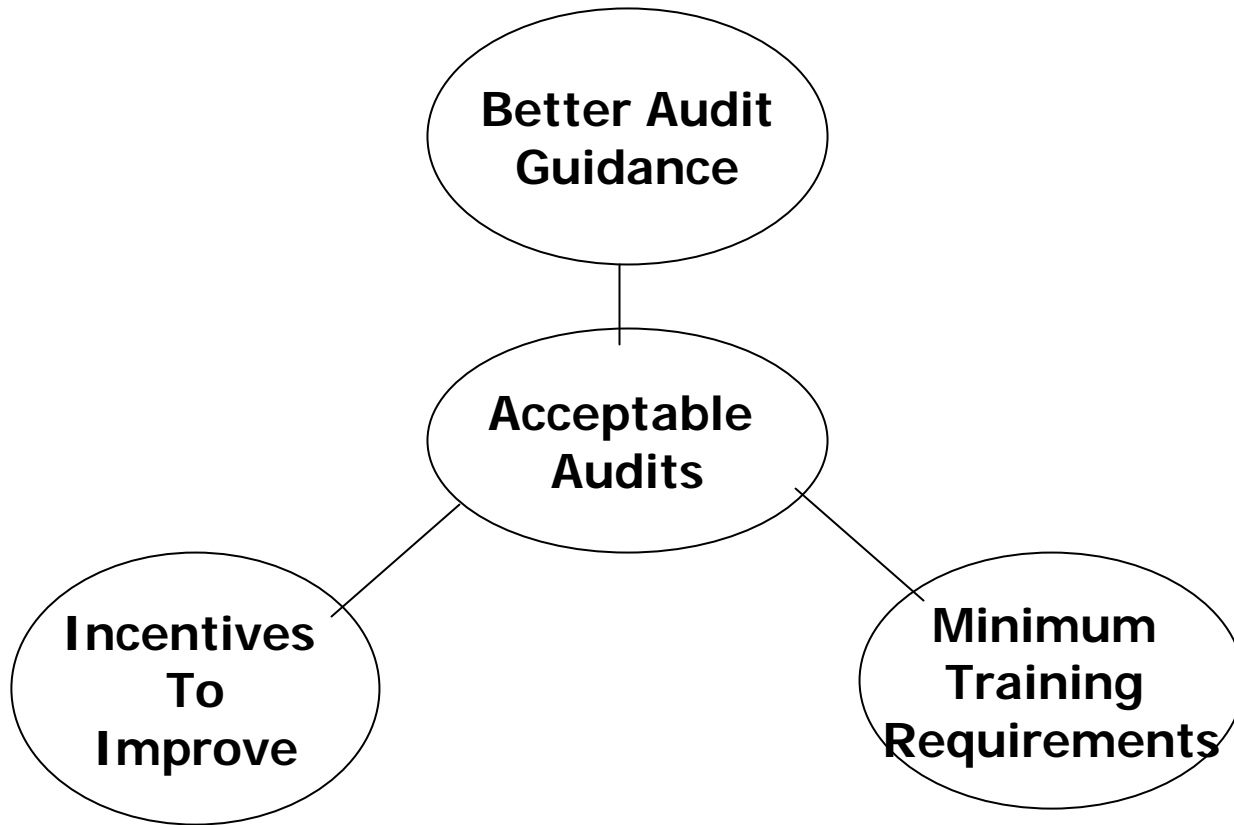 Better Audit
Guidance
Acceptable
Audits
Incentives
To
Improve
Minimum
Training
Requirements